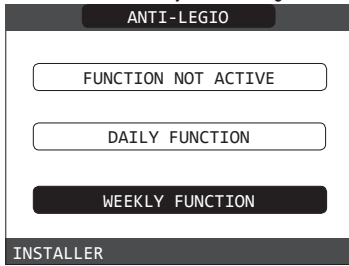 ANTI-LEGIO
FUNCTION NOT ACTIVE
DAILY FUNCTION
WEEKLY FUNCTION
INSTALLER